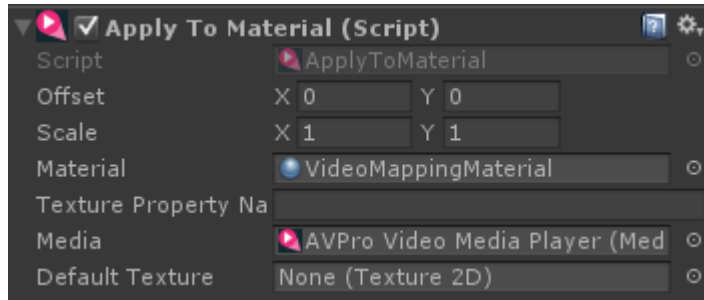 Apply To Material (Script)
Script ApplyToMaterial
Offset X 0 Y 0
Scale X 1 Y 1
Material VideoMappingMaterial
Texture Property Na
Media AVPro Video Media Player (Med
Default Texture None (Texture 2D)